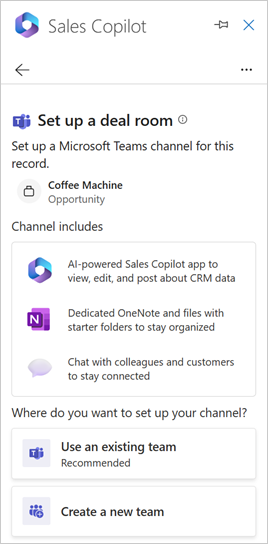 Sales Copilot
Set up a deal room
Set up a Microsoft Teams channel for this
record.
Coffee Machine
Opportunity
Channel includes
AI-powered Sales Copilot app to
view, edit, and post about CRM data
Dedicated OneNote and files with
starter folders to stay organized
Chat with colleagues and customers
to stay connected
Where do you want to set up your channel?
Use an existing team
Recommended
Create a new team